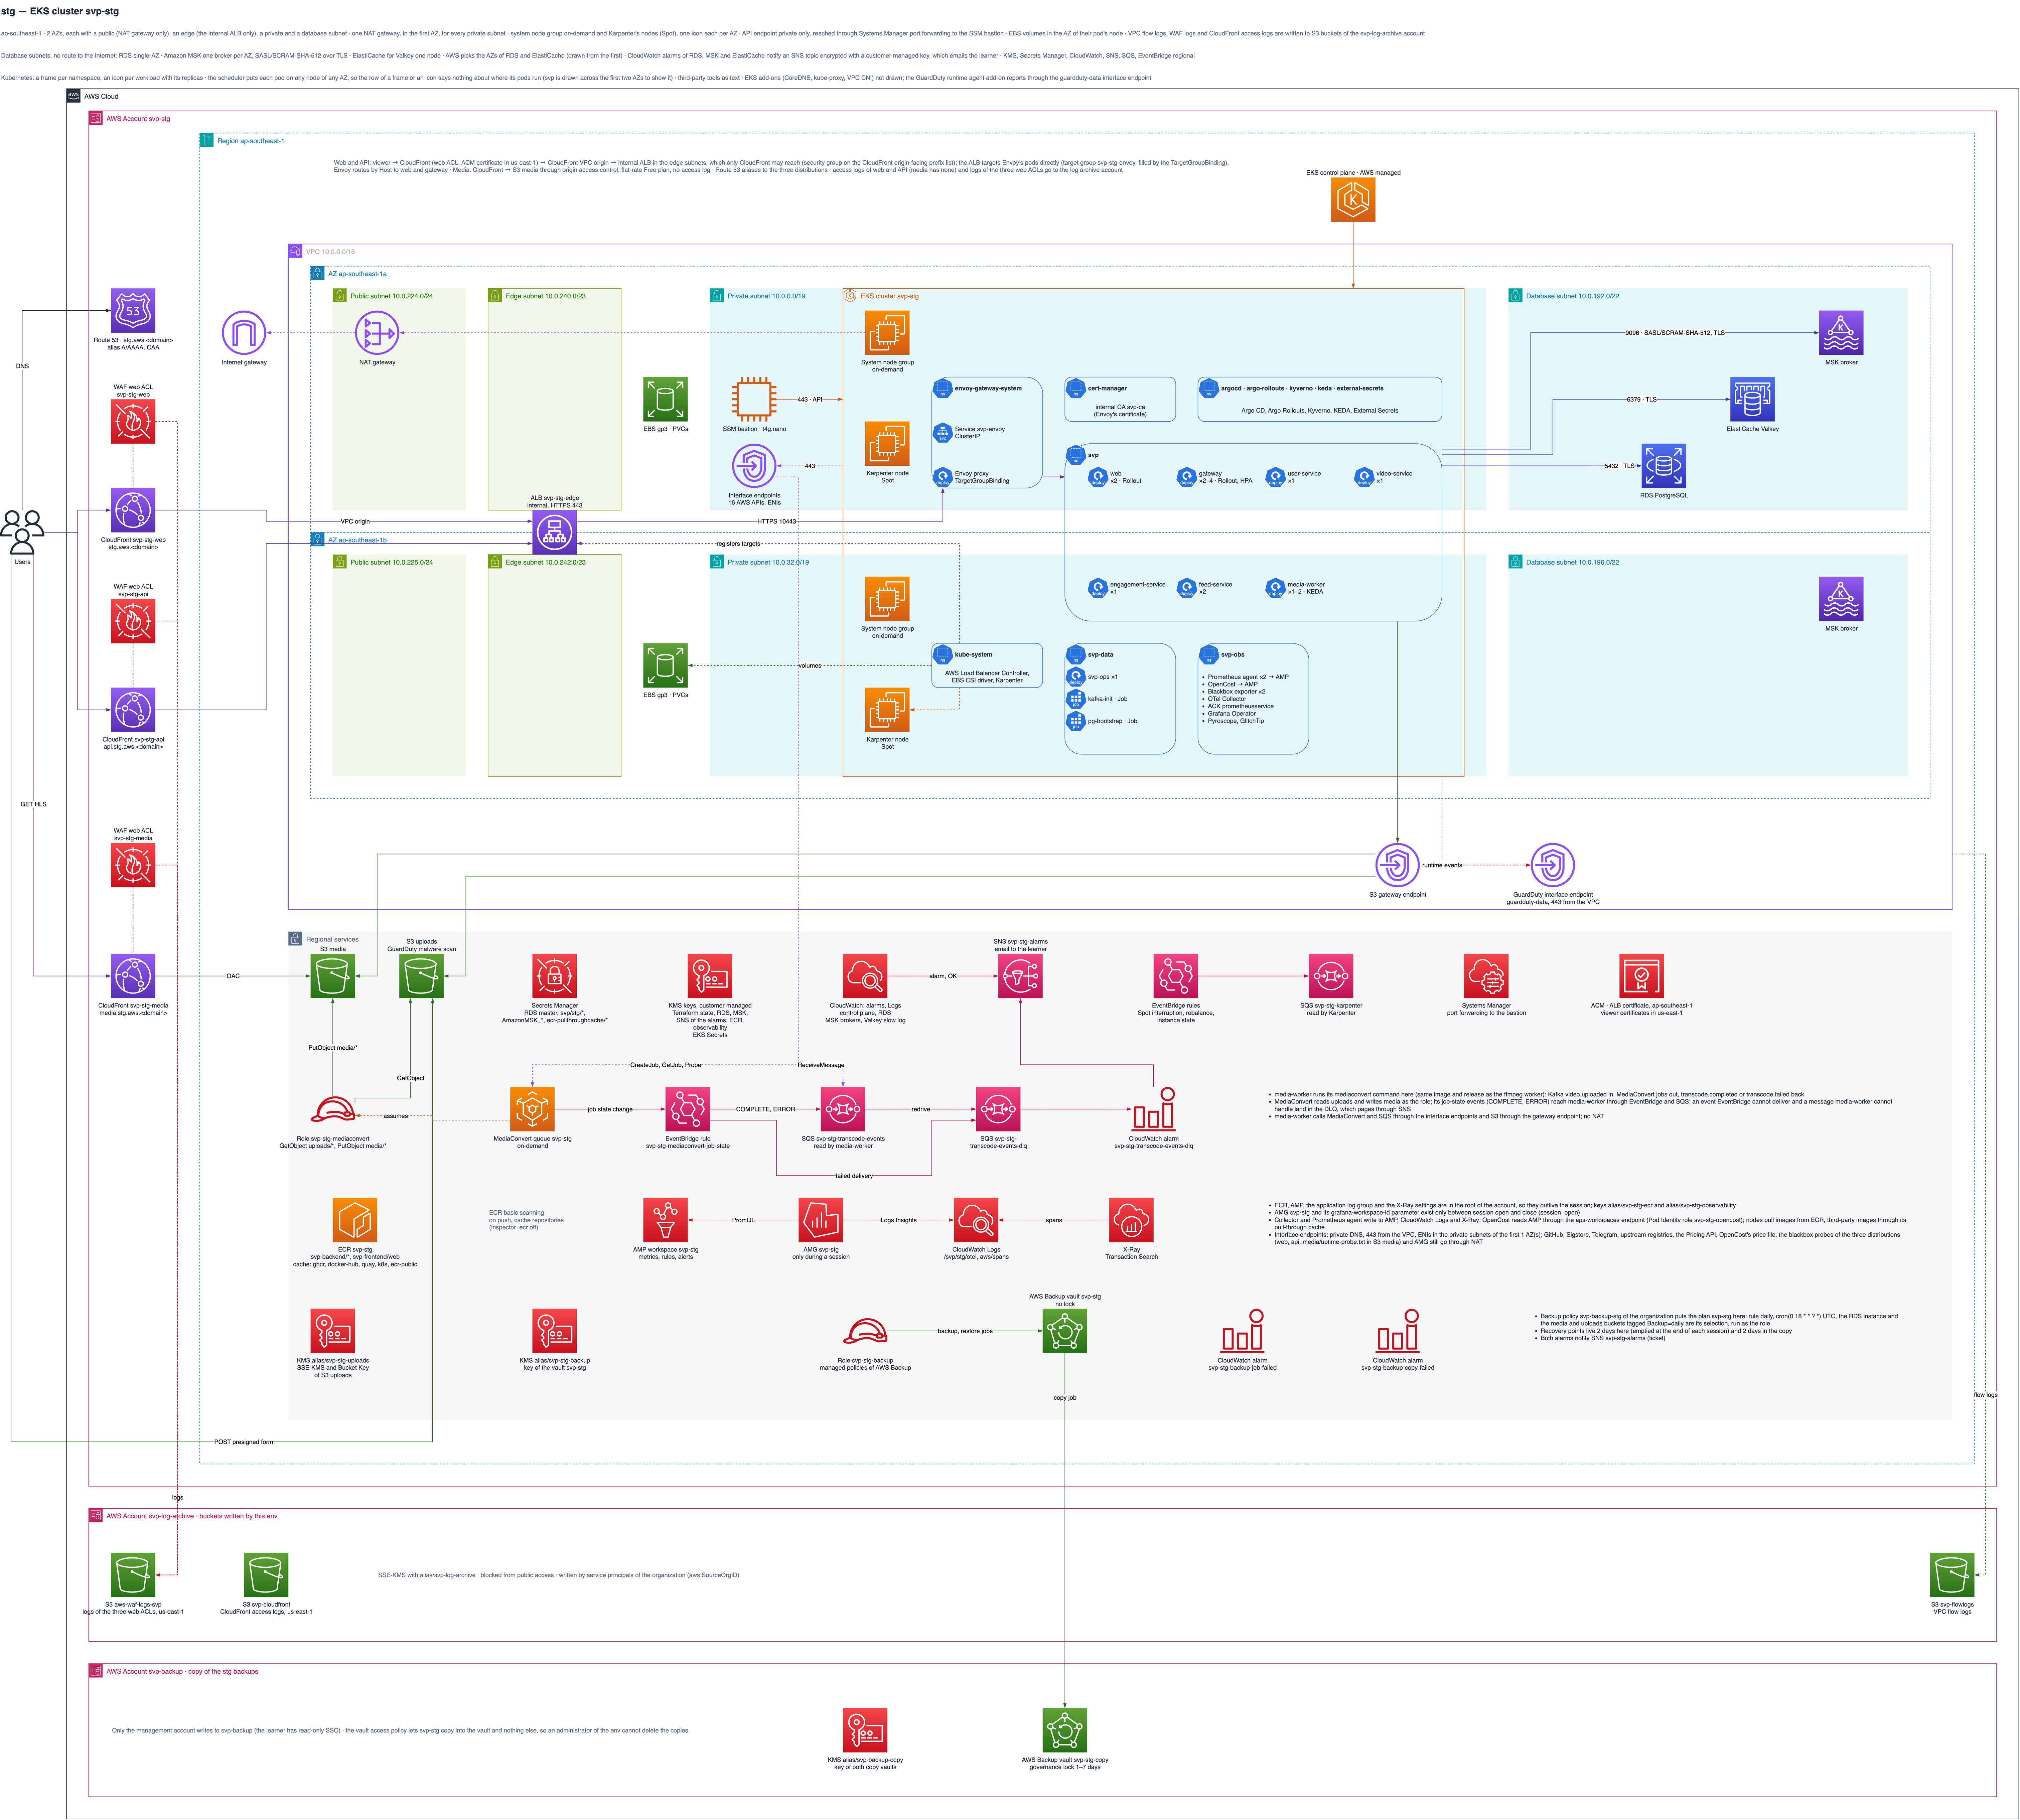 stg — EKS cluster svp-stg
ap-southeast-1 · 2 AZs, each with a public (NAT gateway only), an edge (the internal ALB only), a private and a database subnet · one NAT gateway, in the first AZ, for every private subnet · system node group on-demand and Karpenter's nodes (Spot), one icon each per AZ · API endpoint private only, reached through Systems Manager port forwarding to the SSM bastion · EBS volumes in the AZ of their pod's node · VPC flow logs, WAF logs and CloudFront access logs are written to S3 buckets of the svp-log-archive account
Database subnets, no route to the Internet: RDS single-AZ · Amazon MSK one broker per AZ, SASL/SCRAM-SHA-512 over TLS · ElastiCache for Valkey one node · AWS picks the AZs of RDS and ElastiCache (drawn from the first) · CloudWatch alarms of RDS, MSK and ElastiCache notify an SNS topic encrypted with a customer managed key, which emails the learner · KMS, Secrets Manager, CloudWatch, SNS, SQS, EventBridge regional
Kubernetes: a frame per namespace, an icon per workload with its replicas · the scheduler puts each pod on any node of any AZ, so the row of a frame or an icon says nothing about where its pods run (svp is drawn across the first two AZs to show it) · third-party tools as text · EKS add-ons (CoreDNS, kube-proxy, VPC CNI) not drawn; the GuardDuty runtime agent add-on reports through the guardduty-data interface endpoint
AWS Cloud
AWS Account svp-stg
Region ap-southeast-1
Web and API: viewer → CloudFront (web ACL, ACM certificate in us-east-1) → CloudFront VPC origin → internal ALB in the edge subnets, which only CloudFront may reach (security group on the CloudFront origin-facing prefix list); the ALB targets Envoy's pods directly (target group svp-stg-envoy, filled by the TargetGroupBinding),
Envoy routes by Host to web and gateway · Media: CloudFront → S3 media through origin access control, flat-rate Free plan, no access log · Route 53 aliases to the three distributions · access logs of web and API (media has none) and logs of the three web ACLs go to the log archive account
EKS control plane · AWS managed
VPC 10.0.0.0/16
AZ ap-southeast-1a
Public subnet 10.0.224.0/24
Edge subnet 10.0.240.0/23
Private subnet 10.0.0.0/19
EKS cluster svp-stg
Database subnet 10.0.192.0/22
Route 53 · stg.aws.<domain>
alias A/AAAA, CAA
Internet gateway
NAT gateway
System node group
on-demand
9096 · SASL/SCRAM-SHA-512, TLS
MSK broker
DNS
WAF web ACL
svp-stg-web
EBS gp3 · PVCs
SSM bastion · t4g.nano
443 · API
envoy-gateway-system
cert-manager
internal CA svp-ca
(Envoy's certificate)
argocd · argo-rollouts · kyverno · keda · external-secrets
Argo CD, Argo Rollouts, Kyverno, KEDA, External Secrets
6379 · TLS
ElastiCache Valkey
Service svp-envoy
ClusterIP
Karpenter node
Spot
443
Interface endpoints
16 AWS APIs, ENIs
Envoy proxy
TargetGroupBinding
svp
web
×2 · Rollout
gateway
×2–4 · Rollout, HPA
user-service
×1
video-service
×1
5432 · TLS
RDS PostgreSQL
ALB svp-stg-edge
internal, HTTPS 443
VPC origin
HTTPS 10443
CloudFront svp-stg-web
stg.aws.<domain>
Users
AZ ap-southeast-1b
registers targets
Public subnet 10.0.225.0/24
Edge subnet 10.0.242.0/23
Private subnet 10.0.32.0/19
Database subnet 10.0.196.0/22
WAF web ACL
svp-stg-api
System node group
on-demand
engagement-service
×1
feed-service
×2
media-worker
×1–2 · KEDA
MSK broker
EBS gp3 · PVCs
volumes
kube-system
AWS Load Balancer Controller,
EBS CSI driver, Karpenter
svp-data
svp-ops ×1
kafka-init · Job
pg-bootstrap · Job
svp-obs
Prometheus agent ×2 → AMP
OpenCost → AMP
Blackbox exporter ×2
OTel Collector
ACK prometheusservice
Grafana Operator
Pyroscope, GlitchTip
Karpenter node
Spot
CloudFront svp-stg-api
api.stg.aws.<domain>
GET HLS
WAF web ACL
svp-stg-media
S3 gateway endpoint
runtime events
GuardDuty interface endpoint
guardduty-data, 443 from the VPC
Regional services
S3 media
S3 uploads
GuardDuty malware scan
SNS svp-stg-alarms
email to the learner
OAC
alarm, OK
CloudFront svp-stg-media
media.stg.aws.<domain>
Secrets Manager
RDS master, svp/stg/*,
AmazonMSK_*, ecr-pullthroughcache/*
KMS keys, customer managed
Terraform state, RDS, MSK,
SNS of the alarms, ECR,
observability
EKS Secrets
CloudWatch: alarms, Logs
control plane, RDS
MSK brokers, Valkey slow log
EventBridge rules
Spot interruption, rebalance,
instance state
SQS svp-stg-karpenter
read by Karpenter
Systems Manager
port forwarding to the bastion
ACM · ALB certificate, ap-southeast-1
viewer certificates in us-east-1
PutObject media/*
GetObject
CreateJob, GetJob, Probe
ReceiveMessage
assumes
job state change
COMPLETE, ERROR
redrive
Role svp-stg-mediaconvert
GetObject uploads/*, PutObject media/*
MediaConvert queue svp-stg
on-demand
EventBridge rule
svp-stg-mediaconvert-job-state
SQS svp-stg-transcode-events
read by media-worker
SQS svp-stg-
transcode-events-dlq
CloudWatch alarm
svp-stg-transcode-events-dlq
failed delivery
media-worker runs its mediaconvert command here (same image and release as the ffmpeg worker): Kafka video.uploaded in, MediaConvert jobs out, transcode.completed or transcode.failed back
MediaConvert reads uploads and writes media as the role; its job-state events (COMPLETE, ERROR) reach media-worker through EventBridge and SQS; an event EventBridge cannot deliver and a message media-worker cannot
handle land in the DLQ, which pages through SNS
media-worker calls MediaConvert and SQS through the interface endpoints and S3 through the gateway endpoint; no NAT
ECR svp-stg
svp-backend/*, svp-frontend/web
cache: ghcr, docker-hub, quay, k8s, ecr-public
ECR basic scanning
on push, cache repositories
(inspector_ecr off)
PromQL
Logs Insights
spans
AMP workspace svp-stg
metrics, rules, alerts
AMG svp-stg
only during a session
CloudWatch Logs
/svp/stg/otel, aws/spans
X-Ray
Transaction Search
ECR, AMP, the application log group and the X-Ray settings are in the root of the account, so they outlive the session; keys alias/svp-stg-ecr and alias/svp-stg-observability
AMG svp-stg and its grafana-workspace-id parameter exist only between session open and close (session_open)
Collector and Prometheus agent write to AMP, CloudWatch Logs and X-Ray; OpenCost reads AMP through the aps-workspaces endpoint (Pod Identity role svp-stg-opencost); nodes pull images from ECR, third-party images through its
pull-through cache
Interface endpoints: private DNS, 443 from the VPC, ENIs in the private subnets of the first 1 AZ(s); GitHub, Sigstore, Telegram, upstream registries, the Pricing API, OpenCost's price file, the blackbox probes of the three distributions
(web, api, media/uptime-probe.txt in S3 media) and AMG still go through NAT
AWS Backup vault svp-stg
no lock
KMS alias/svp-stg-uploads
SSE-KMS and Bucket Key
of S3 uploads
KMS alias/svp-stg-backup
key of the vault svp-stg
Role svp-stg-backup
managed policies of AWS Backup
backup, restore jobs
CloudWatch alarm
svp-stg-backup-job-failed
CloudWatch alarm
svp-stg-backup-copy-failed
Backup policy svp-backup-stg of the organization puts the plan svp-stg here: rule daily, cron(0 18 * * ? *) UTC, the RDS instance and
the media and uploads buckets tagged Backup=daily are its selection, run as the role
Recovery points live 2 days here (emptied at the end of each session) and 2 days in the copy
Both alarms notify SNS svp-stg-alarms (ticket)
copy job
flow logs
POST presigned form
logs
AWS Account svp-log-archive · buckets written by this env
SSE-KMS with alias/svp-log-archive · blocked from public access · written by service principals of the organization (aws:SourceOrgID)
S3 aws-waf-logs-svp
logs of the three web ACLs, us-east-1
S3 svp-cloudfront
CloudFront access logs, us-east-1
S3 svp-flowlogs
VPC flow logs
AWS Account svp-backup · copy of the stg backups
Only the management account writes to svp-backup (the learner has read-only SSO) · the vault access policy lets svp-stg copy into the vault and nothing else, so an administrator of the env cannot delete the copies
KMS alias/svp-backup-copy
key of both copy vaults
AWS Backup vault svp-stg-copy
governance lock 1–7 days